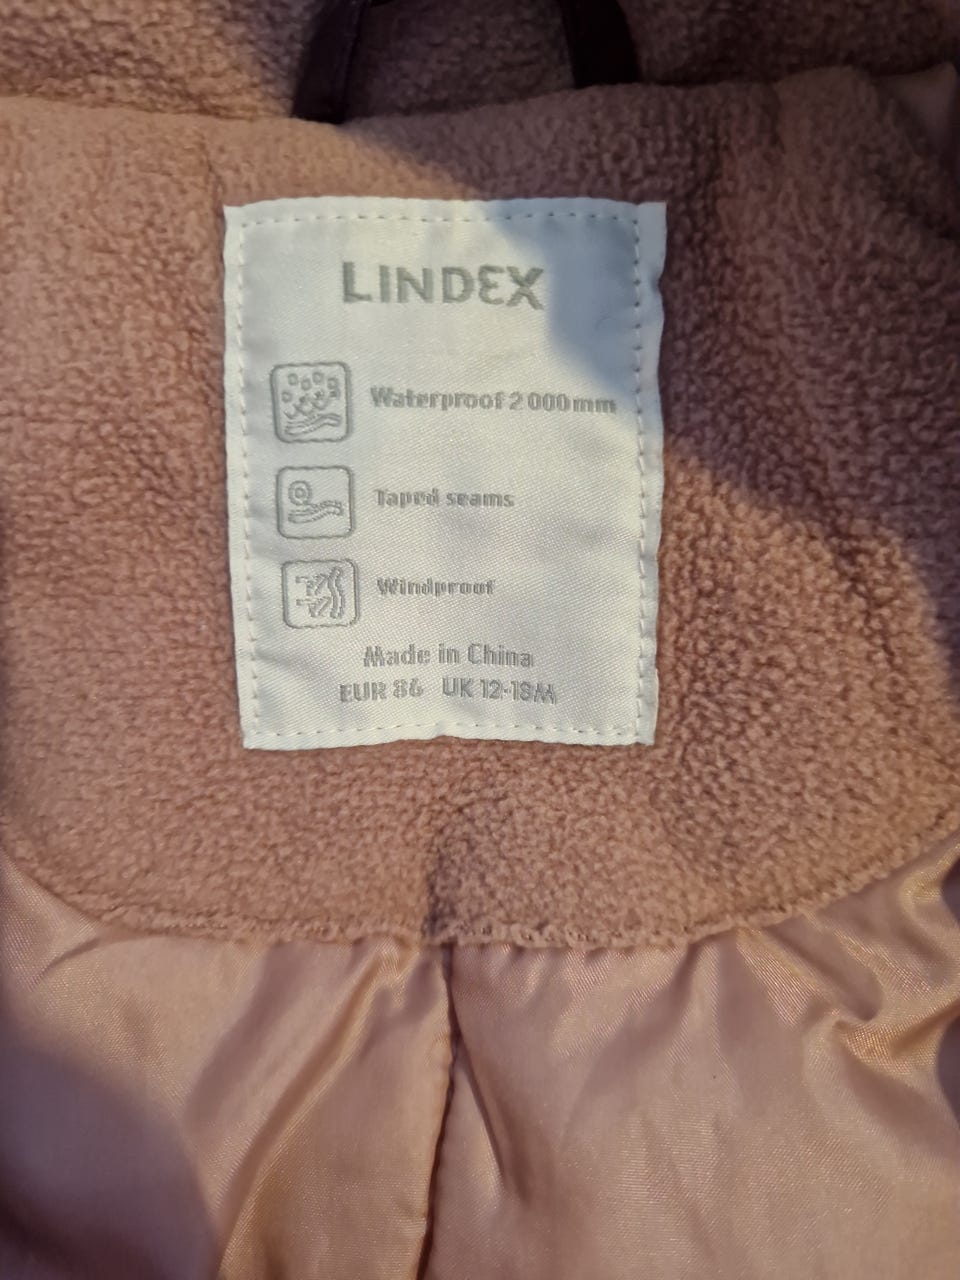 LINDEX
Waterproof 2 000 mm
Taped seams
Windproof
Made in China
EUR 86 UK 12-18M